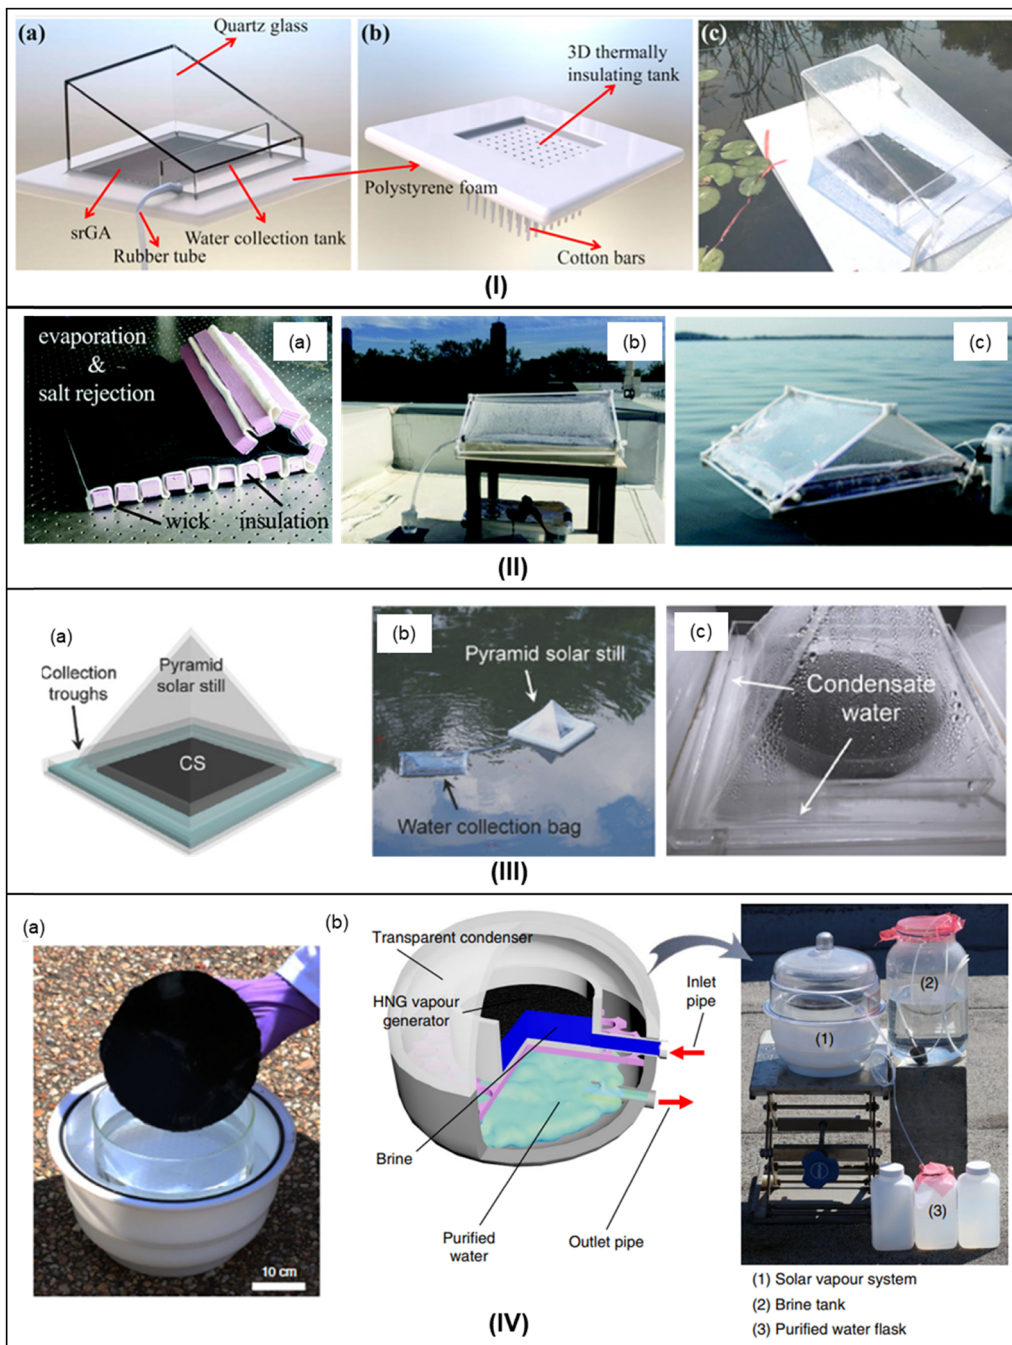 (a)
Quartz glass
srGA
Rubber tube
Water collection tank
(b)
3D thermally
insulating tank
Polystyrene foam
Cotton bars
(c)
(I)
evaporation
&
salt rejection
(a)
wick
insulation
(b)
(c)
(II)
(a)
Collection
troughs
Pyramid
solar still
CS
(b)
Pyramid solar still
Water collection bag
(c)
Condensate
water
(III)
(a)
10 cm
(b)
Transparent condenser
HNG vapour
generator
Inlet
pipe
Brine
Purified
water
Outlet pipe
(1)
(2)
(3)
(1) Solar vapour system
(2) Brine tank
(3) Purified water flask
(IV)